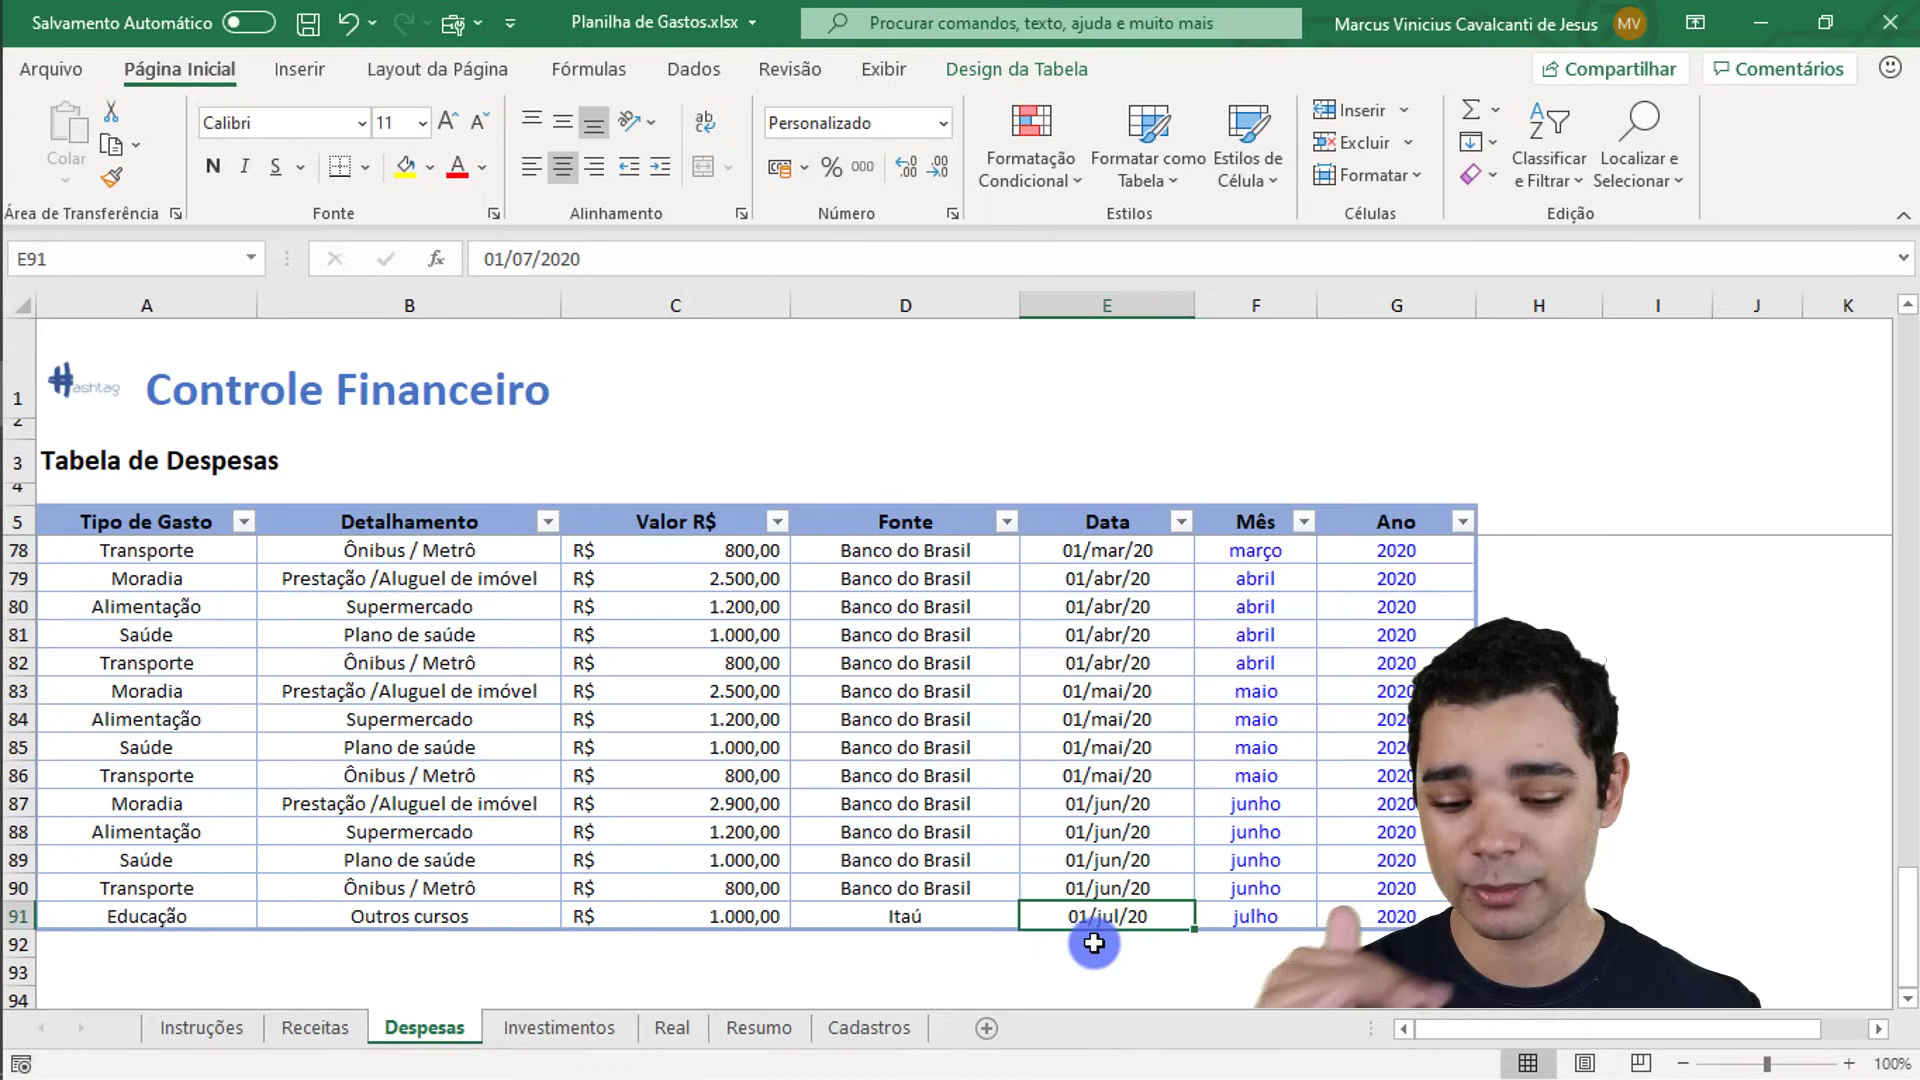 Salvamento Automático Planilha de Gastos.xlsx Procurar comandos, texto, ajuda e muito mais Marcus Vinicius Cavalcanti de Jesus MV
Arquivo Página Inicial Inserir Layout da Página Fórmulas Dados Revisão Exibir Design da Tabela Compartilhar Comentários
Colar
Calibri 11
N I S
Personalizado
% 000
Formatação Condicional
Formatar como Tabela
Estilos de Célula
Inserir
Excluir
Formatar
Classificar e Filtrar
Localizar e Selecionar
Área de Transferência Fonte Alinhamento Número Estilos Células Edição
E91 fx 01/07/2020
A B C D E F G H I J K
1 Hashtag Controle Financeiro
2
3 Tabela de Despesas
4
5 Tipo de Gasto Detalhamento Valor R$ Fonte Data Mês Ano
78 Transporte Ônibus / Metrô R$ 800,00 Banco do Brasil 01/mar/20 março 2020
79 Moradia Prestação /Aluguel de imóvel R$ 2.500,00 Banco do Brasil 01/abr/20 abril 2020
80 Alimentação Supermercado R$ 1.200,00 Banco do Brasil 01/abr/20 abril 2020
81 Saúde Plano de saúde R$ 1.000,00 Banco do Brasil 01/abr/20 abril 2020
82 Transporte Ônibus / Metrô R$ 800,00 Banco do Brasil 01/abr/20 abril 2020
83 Moradia Prestação /Aluguel de imóvel R$ 2.500,00 Banco do Brasil 01/mai/20 maio 2020
84 Alimentação Supermercado R$ 1.200,00 Banco do Brasil 01/mai/20 maio 2020
85 Saúde Plano de saúde R$ 1.000,00 Banco do Brasil 01/mai/20 maio 2020
86 Transporte Ônibus / Metrô R$ 800,00 Banco do Brasil 01/mai/20 maio 2020
87 Moradia Prestação /Aluguel de imóvel R$ 2.900,00 Banco do Brasil 01/jun/20 junho 2020
88 Alimentação Supermercado R$ 1.200,00 Banco do Brasil 01/jun/20 junho 2020
89 Saúde Plano de saúde R$ 1.000,00 Banco do Brasil 01/jun/20 junho 2020
90 Transporte Ônibus / Metrô R$ 800,00 Banco do Brasil 01/jun/20 junho 2020
91 Educação Outros cursos R$ 1.000,00 Itaú 01/jul/20 julho 2020
92
93
94
Instruções Receitas Despesas Investimentos Real Resumo Cadastros
100%